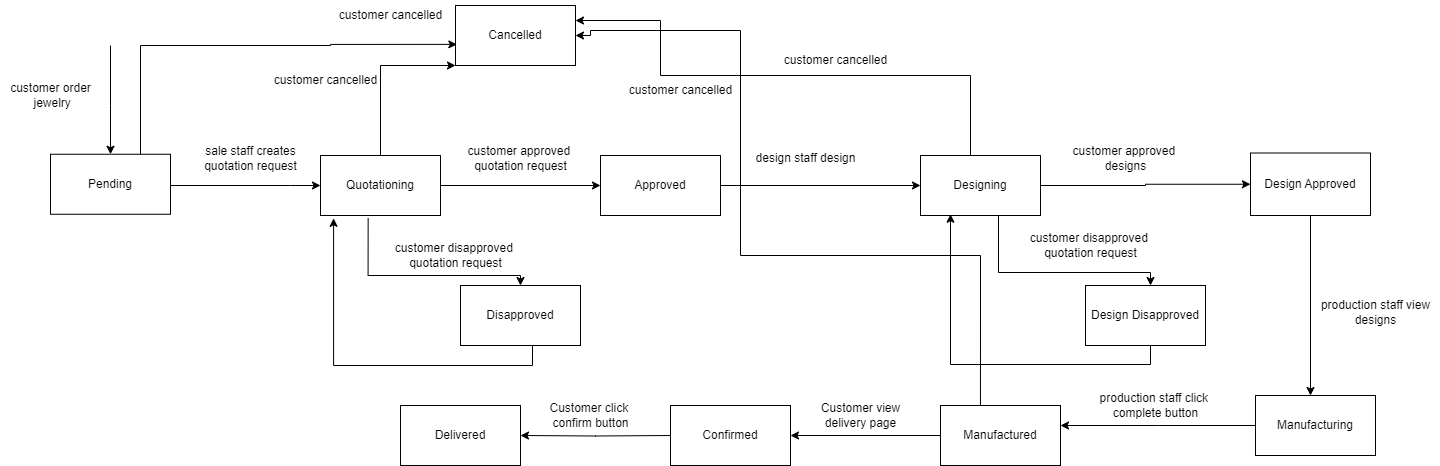 customer cancelled
Cancelled
customer cancelled
customer cancelled
customer cancelled
customer order
jewelry
sale staff creates
quotation request
customer approved
quotation request
design staff design
customer approved
designs
Pending
Quotationing
Approved
Designing
Design Approved
customer disapproved
quotation request
customer disapproved
quotation request
Disapproved
Design Disapproved
production staff view
designs
Delivered
Customer click
confirm button
Confirmed
Customer view
delivery page
Manufactured
production staff click
complete button
Manufacturing